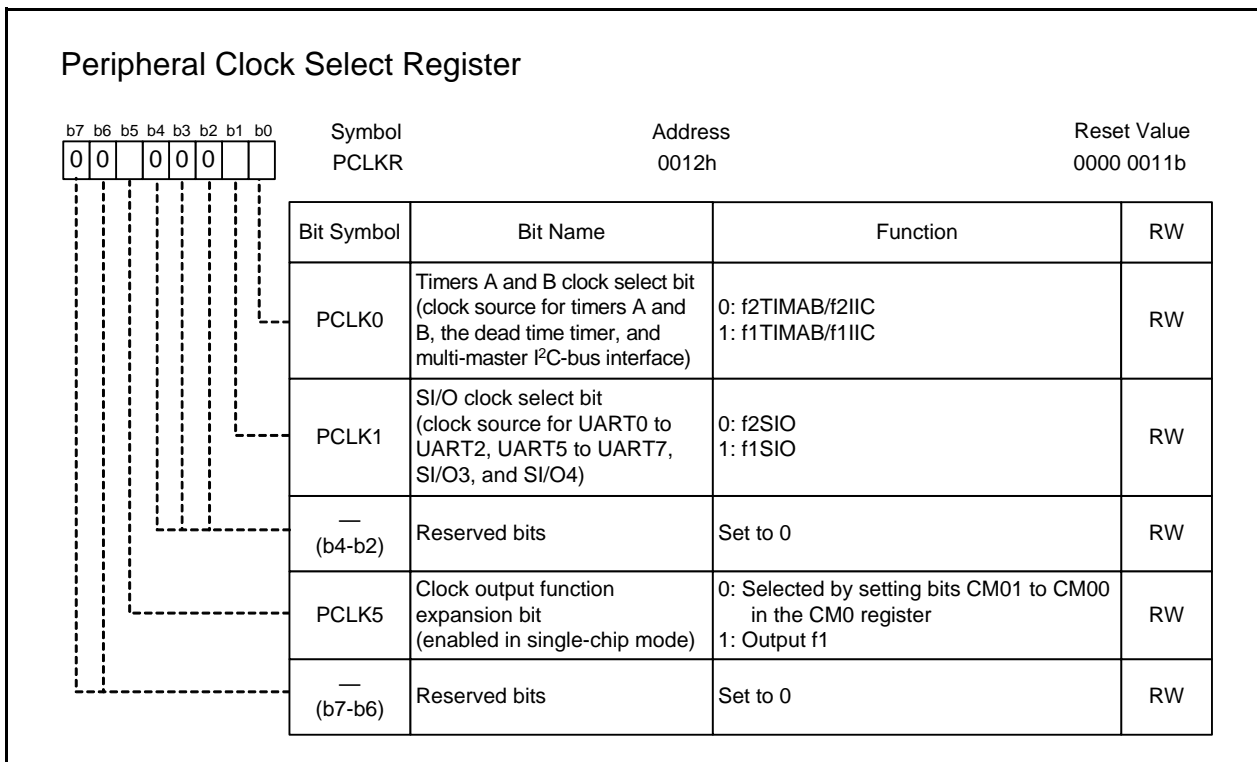 Peripheral Clock Select Register
b7 b6 b5 b4 b3 b2 b1 b0
Symbol Address Reset Value
0 0 0 0 0
PCLKR 0012h 0000 0011b
Bit Symbol Bit Name Function RW
PCLK0
Timers A and B clock select bit
(clock source for timers A and
B, the dead time timer, and
multi-master I²C-bus interface)
0: f2TIMAB/f2IIC
1: f1TIMAB/f1IIC
RW
PCLK1
SI/O clock select bit
(clock source for UART0 to
UART2, UART5 to UART7,
SI/O3, and SI/O4)
0: f2SIO
1: f1SIO
RW
—
(b4-b2)
Reserved bits
Set to 0
RW
PCLK5
Clock output function
expansion bit
(enabled in single-chip mode)
0: Selected by setting bits CM01 to CM00
in the CM0 register
1: Output f1
RW
—
(b7-b6)
Reserved bits
Set to 0
RW